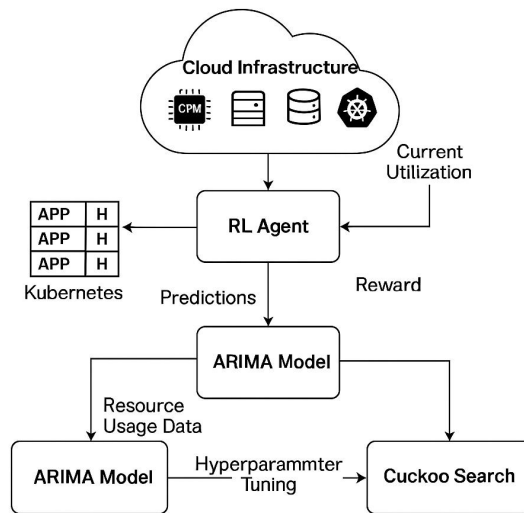 Cloud Infrastructure
CPM
Current
Utilization
RL Agent
APP H
APP H
APP H
Kubernetes
Reward
Predictions
ARIMA Model
Resource
Usage Data
ARIMA Model
Hyperparammter
Tuning
Cuckoo Search